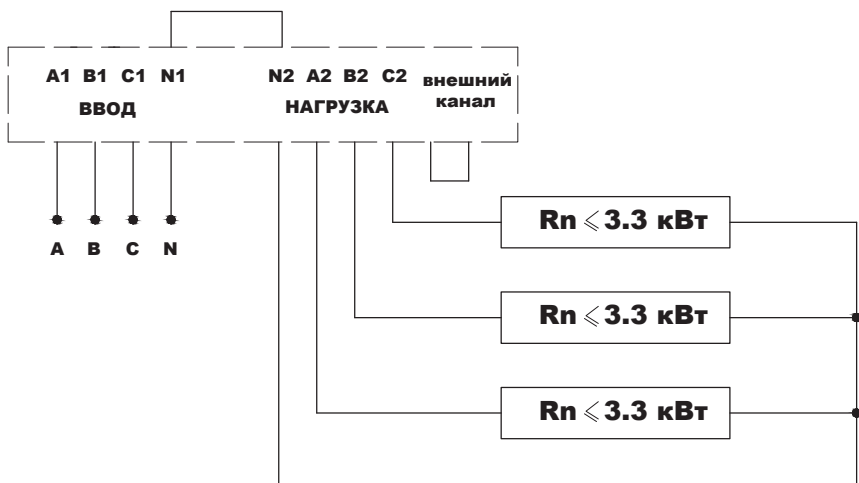 A1 B1 C1 N1 N2 A2 B2 C2 внешний
канал
ВВОД НАГРУЗКА
A B C N
Rn ⩽ 3.3 кВт
Rn ⩽ 3.3 кВт
Rn ⩽ 3.3 кВт